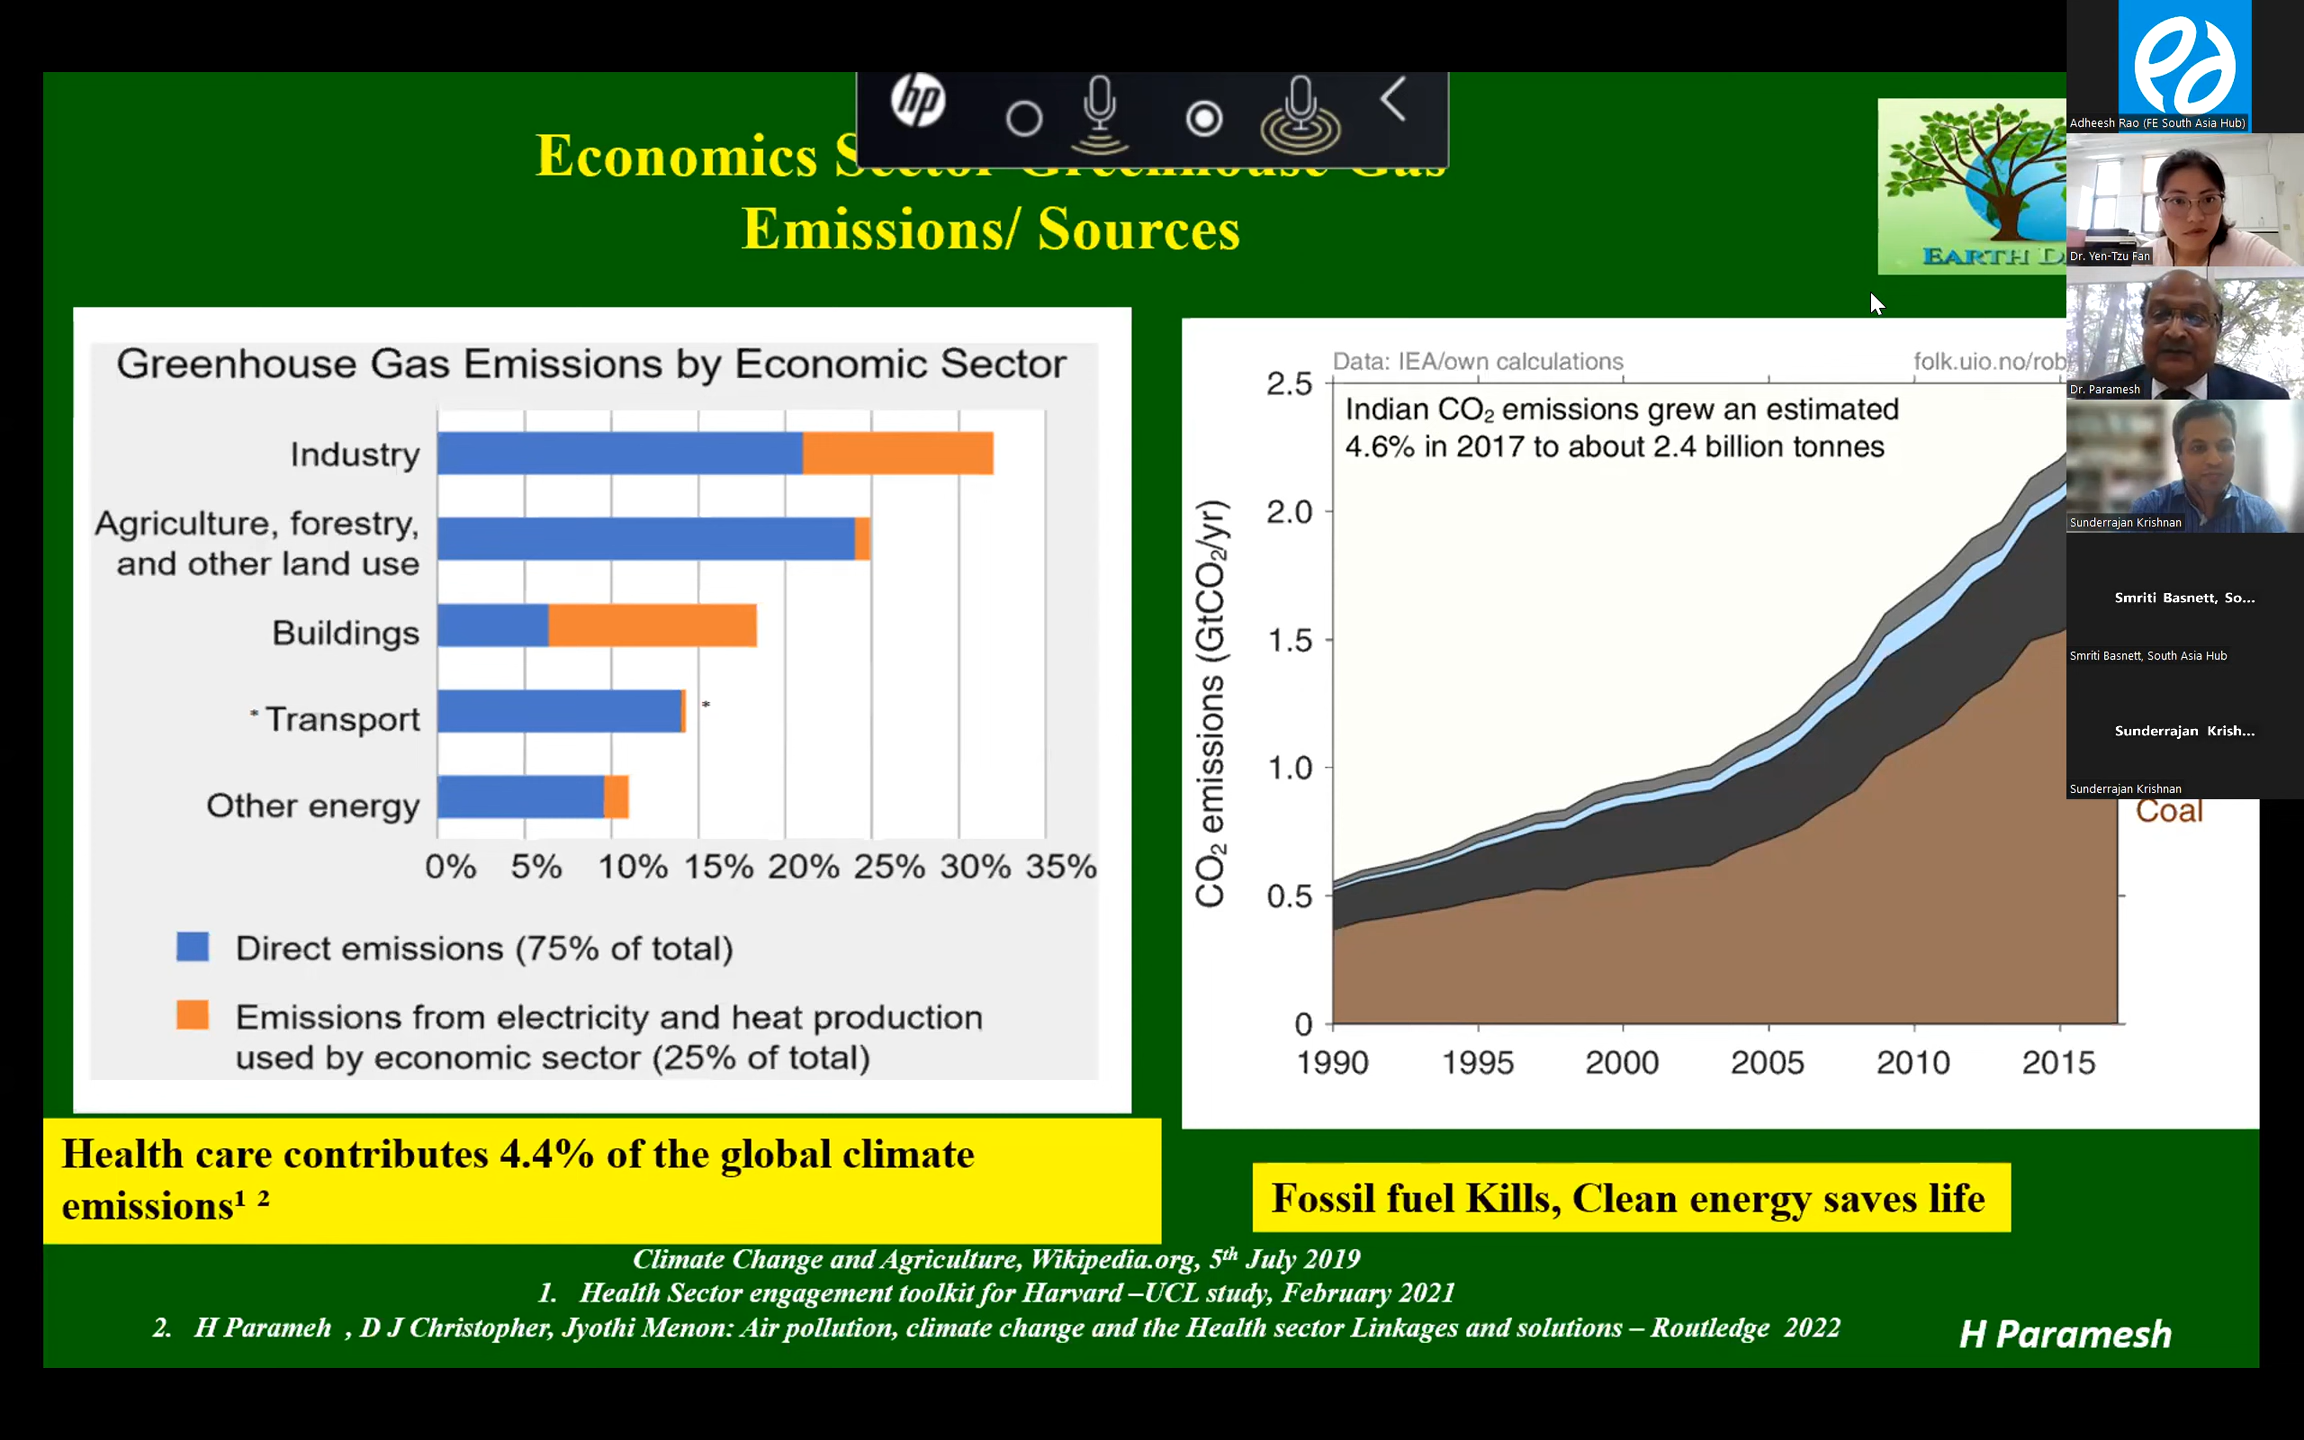 hp
Economics Sector Greenhouse Gas
Emissions/ Sources
EARTH D
Greenhouse Gas Emissions by Economic Sector
Industry
Agriculture, forestry,
and other land use
Buildings
* Transport
*
Other energy
0% 5% 10% 15% 20% 25% 30% 35%
Direct emissions (75% of total)
Emissions from electricity and heat production
used by economic sector (25% of total)
Data: IEA/own calculations
folk.uio.no/rob
Indian CO₂ emissions grew an estimated
4.6% in 2017 to about 2.4 billion tonnes
CO₂ emissions (GtCO₂/yr)
2.5
2.0
1.5
1.0
0.5
0
1990 1995 2000 2005 2010 2015
Coal
Health care contributes 4.4% of the global climate
emissions¹ ²
Fossil fuel Kills, Clean energy saves life
Climate Change and Agriculture, Wikipedia.org, 5th July 2019
1. Health Sector engagement toolkit for Harvard –UCL study, February 2021
2. H Parameh , D J Christopher, Jyothi Menon: Air pollution, climate change and the Health sector Linkages and solutions – Routledge 2022
H Paramesh
Adheesh Rao (FE South Asia Hub)
Dr. Yen-Tzu Fan
Dr. Paramesh
Sunderrajan Krishnan
Smriti Basnett, So...
Smriti Basnett, South Asia Hub
Sunderrajan Krish...
Sunderrajan Krishnan